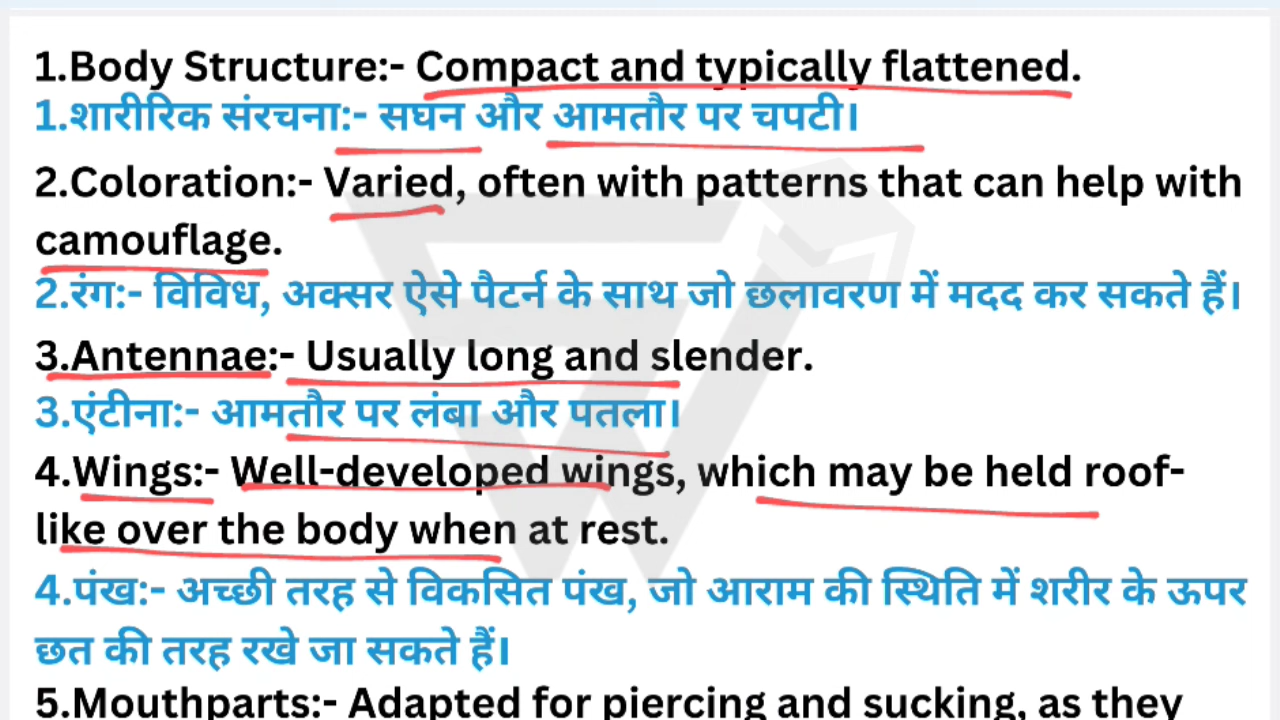 1.Body Structure:- Compact and typically flattened.
1.शारीरिक संरचना:- सघन और आमतौर पर चपटी।
2.Coloration:- Varied, often with patterns that can help with
camouflage.
2.रंग:- विविध, अक्सर ऐसे पैटर्न के साथ जो छलावरण में मदद कर सकते हैं।
3.Antennae:- Usually long and slender.
3.एंटीना:- आमतौर पर लंबा और पतला।
4.Wings:- Well-developed wings, which may be held roof-
like over the body when at rest.
4.पंख:- अच्छी तरह से विकसित पंख, जो आराम की स्थिति में शरीर के ऊपर
छत की तरह रखे जा सकते हैं।
5.Mouthparts:- Adapted for piercing and sucking, as they